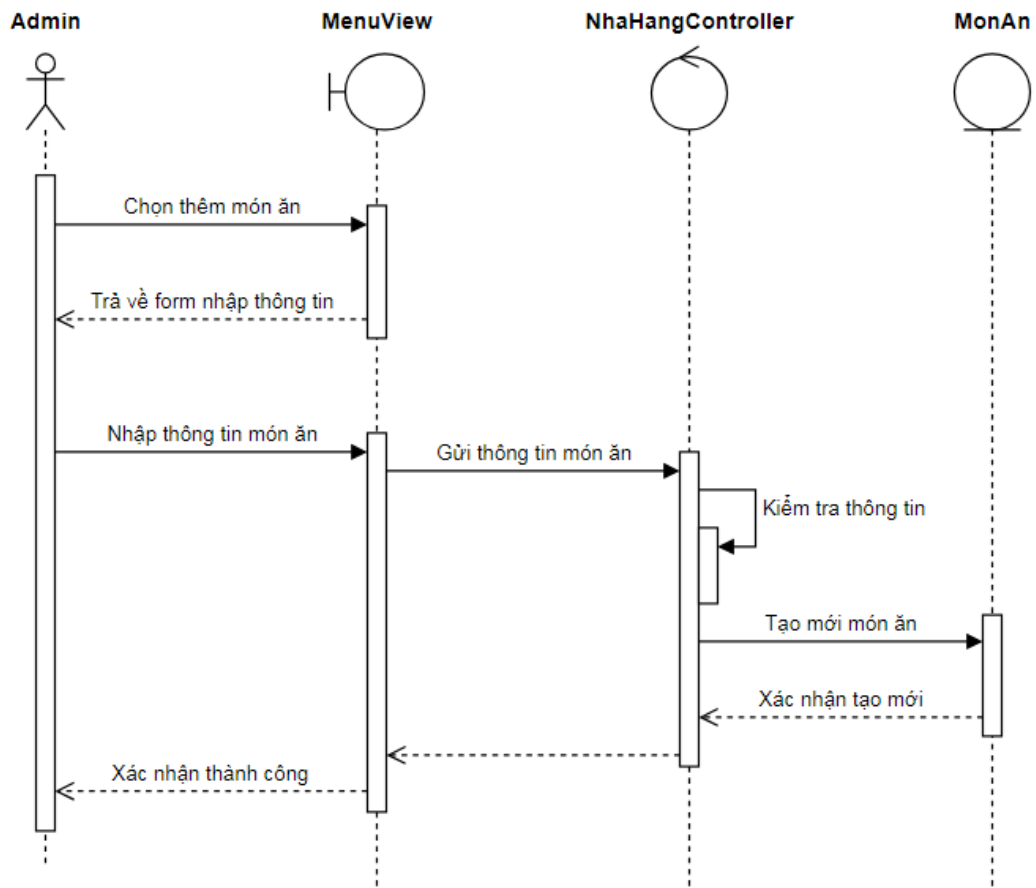 Admin
MenuView
NhaHangController
MonAn
Chọn thêm món ăn
Trả về form nhập thông tin
Nhập thông tin món ăn
Gửi thông tin món ăn
Kiểm tra thông tin
Tạo mới món ăn
Xác nhận tạo mới
Xác nhận thành công